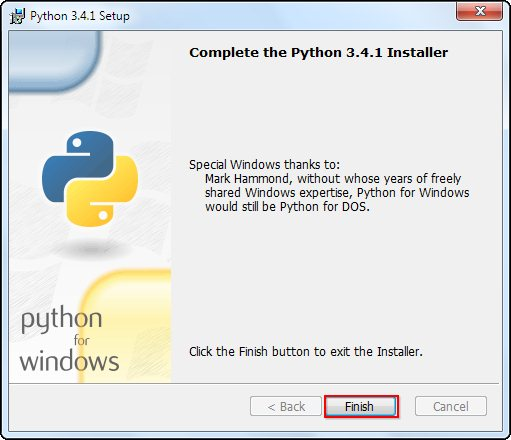 Python 3.4.1 Setup
Complete the Python 3.4.1 Installer
Special Windows thanks to:
Mark Hammond, without whose years of freely
shared Windows expertise, Python for Windows
would still be Python for DOS.
python
for
windows
Click the Finish button to exit the Installer.
< Back
Finish
Cancel